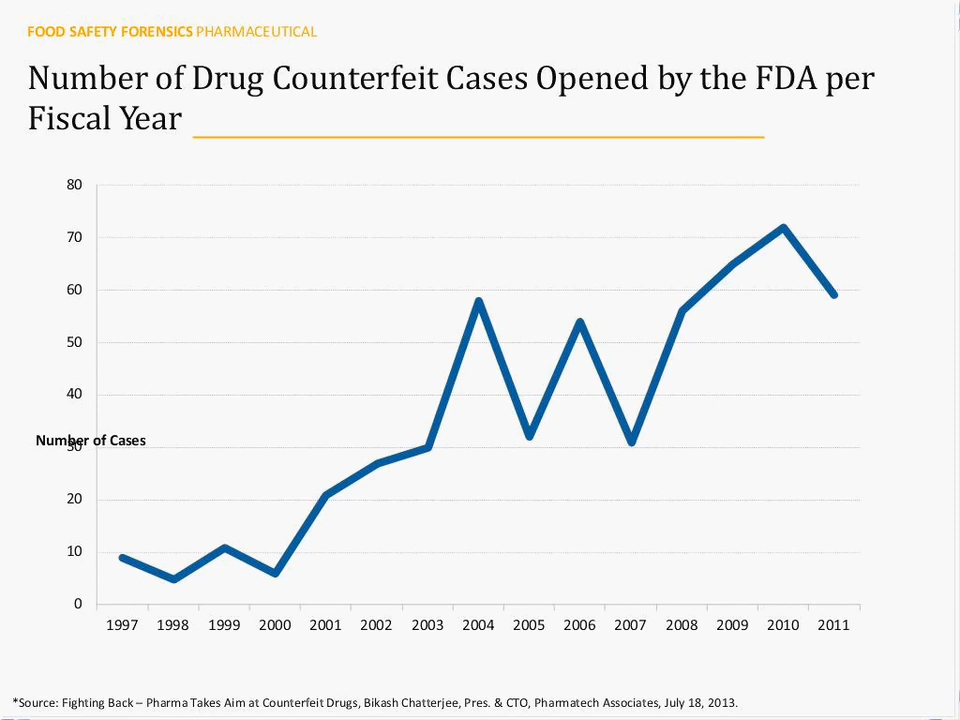 FOOD SAFETY FORENSICS PHARMACEUTICAL
Number of Drug Counterfeit Cases Opened by the FDA per
Fiscal Year
80
70
60
50
40
Number of Cases
30
20
10
0
1997 1998 1999 2000 2001 2002 2003 2004 2005 2006 2007 2008 2009 2010 2011
*Source: Fighting Back – Pharma Takes Aim at Counterfeit Drugs, Bikash Chatterjee, Pres. & CTO, Pharmatech Associates, July 18, 2013.